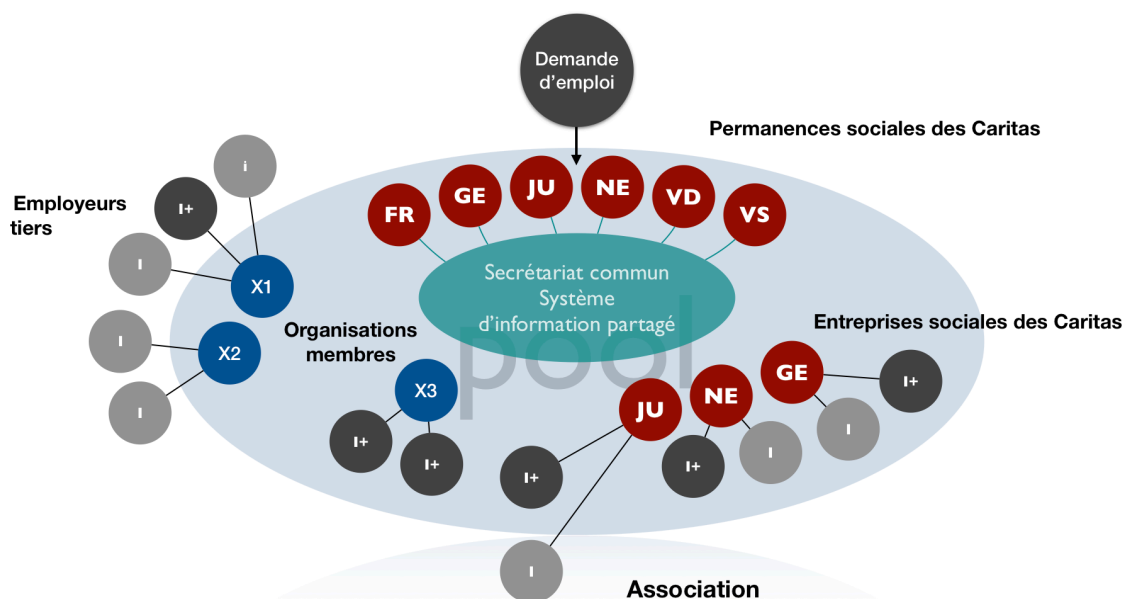 Demande
d'emploi
Permanences sociales des Caritas
FR
GE
JU
NE
VD
VS
Employeurs
tiers
i
I+
I
X1
I
X2
I
Secrétariat commun
Système
d'information partagé
pool
Organisations
membres
X3
I+
I+
Entreprises sociales des Caritas
JU
NE
GE
I+
I
I+
I
I+
I
Association